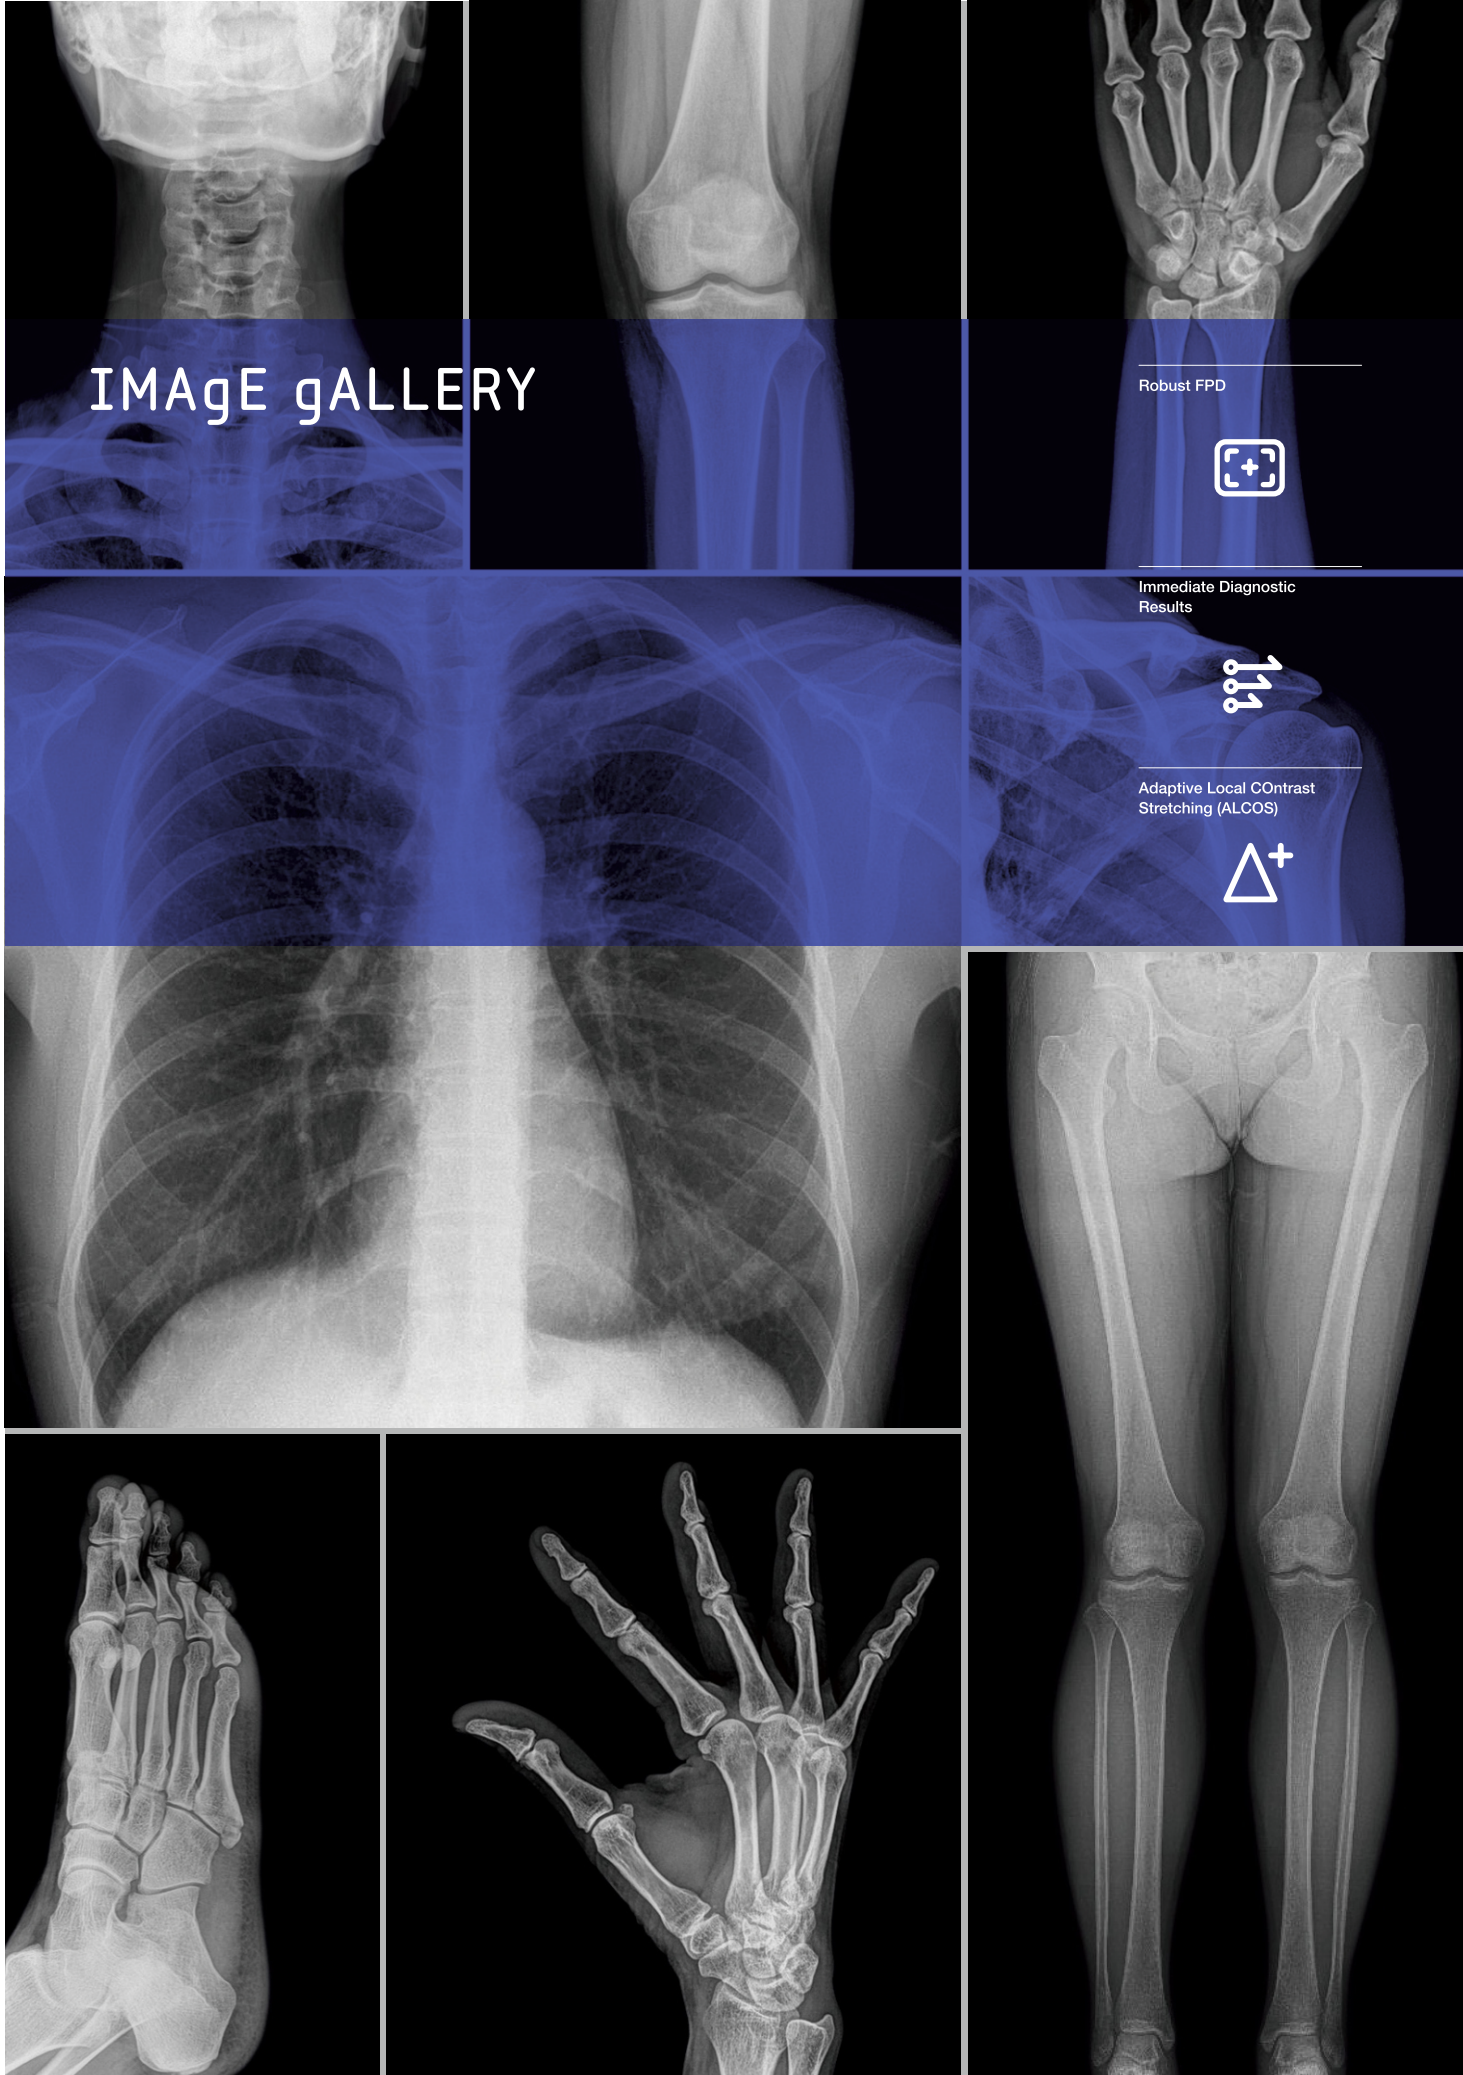 IMAgE gALLERY
Robust FPD
Immediate Diagnostic
Results
Adaptive Local COntrast
Stretching (ALCOS)